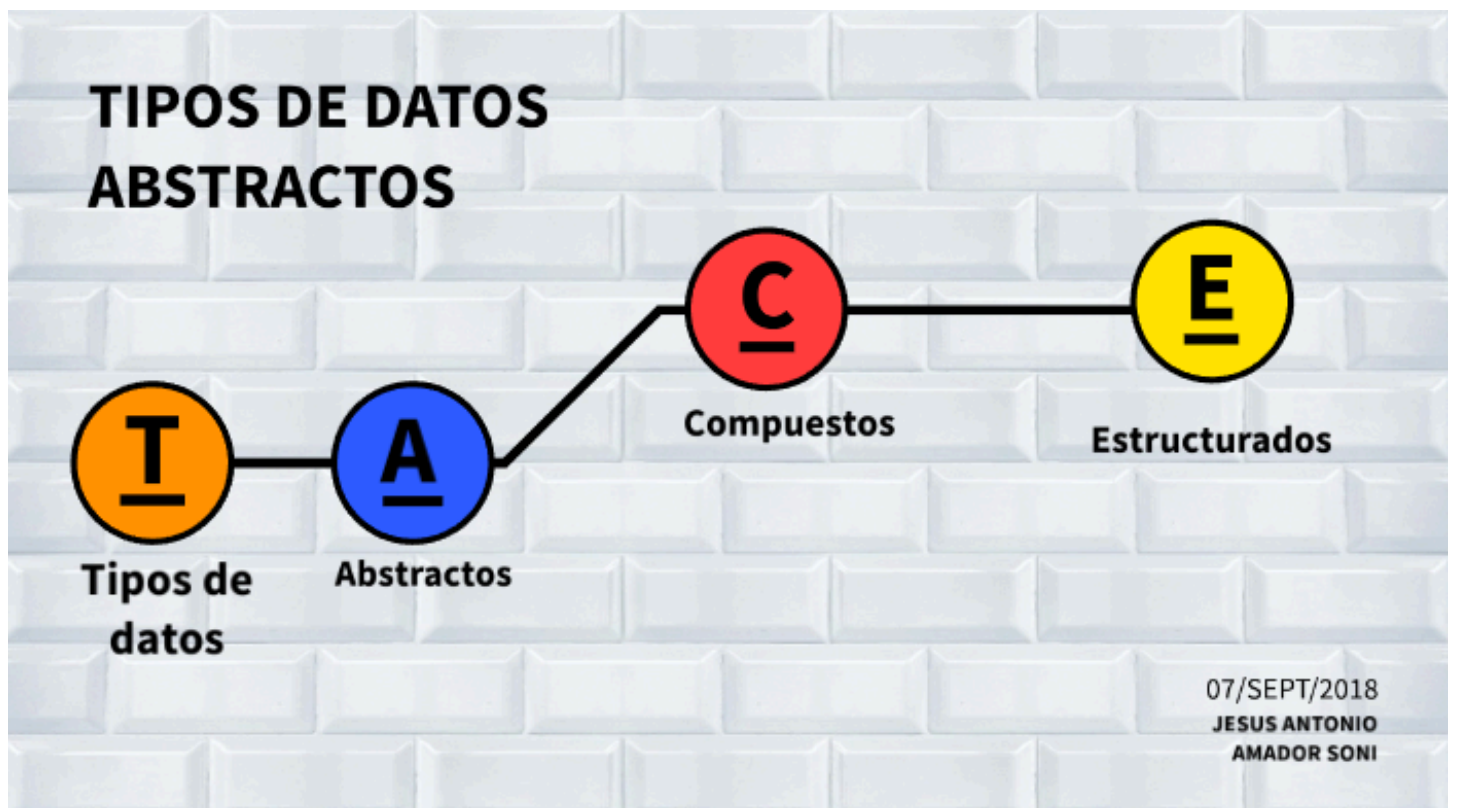 TIPOS DE DATOS
ABSTRACTOS
T
Tipos de
datos
A
Abstractos
C
Compuestos
E
Estructurados
07/SEPT/2018
JESUS ANTONIO
AMADOR SONI